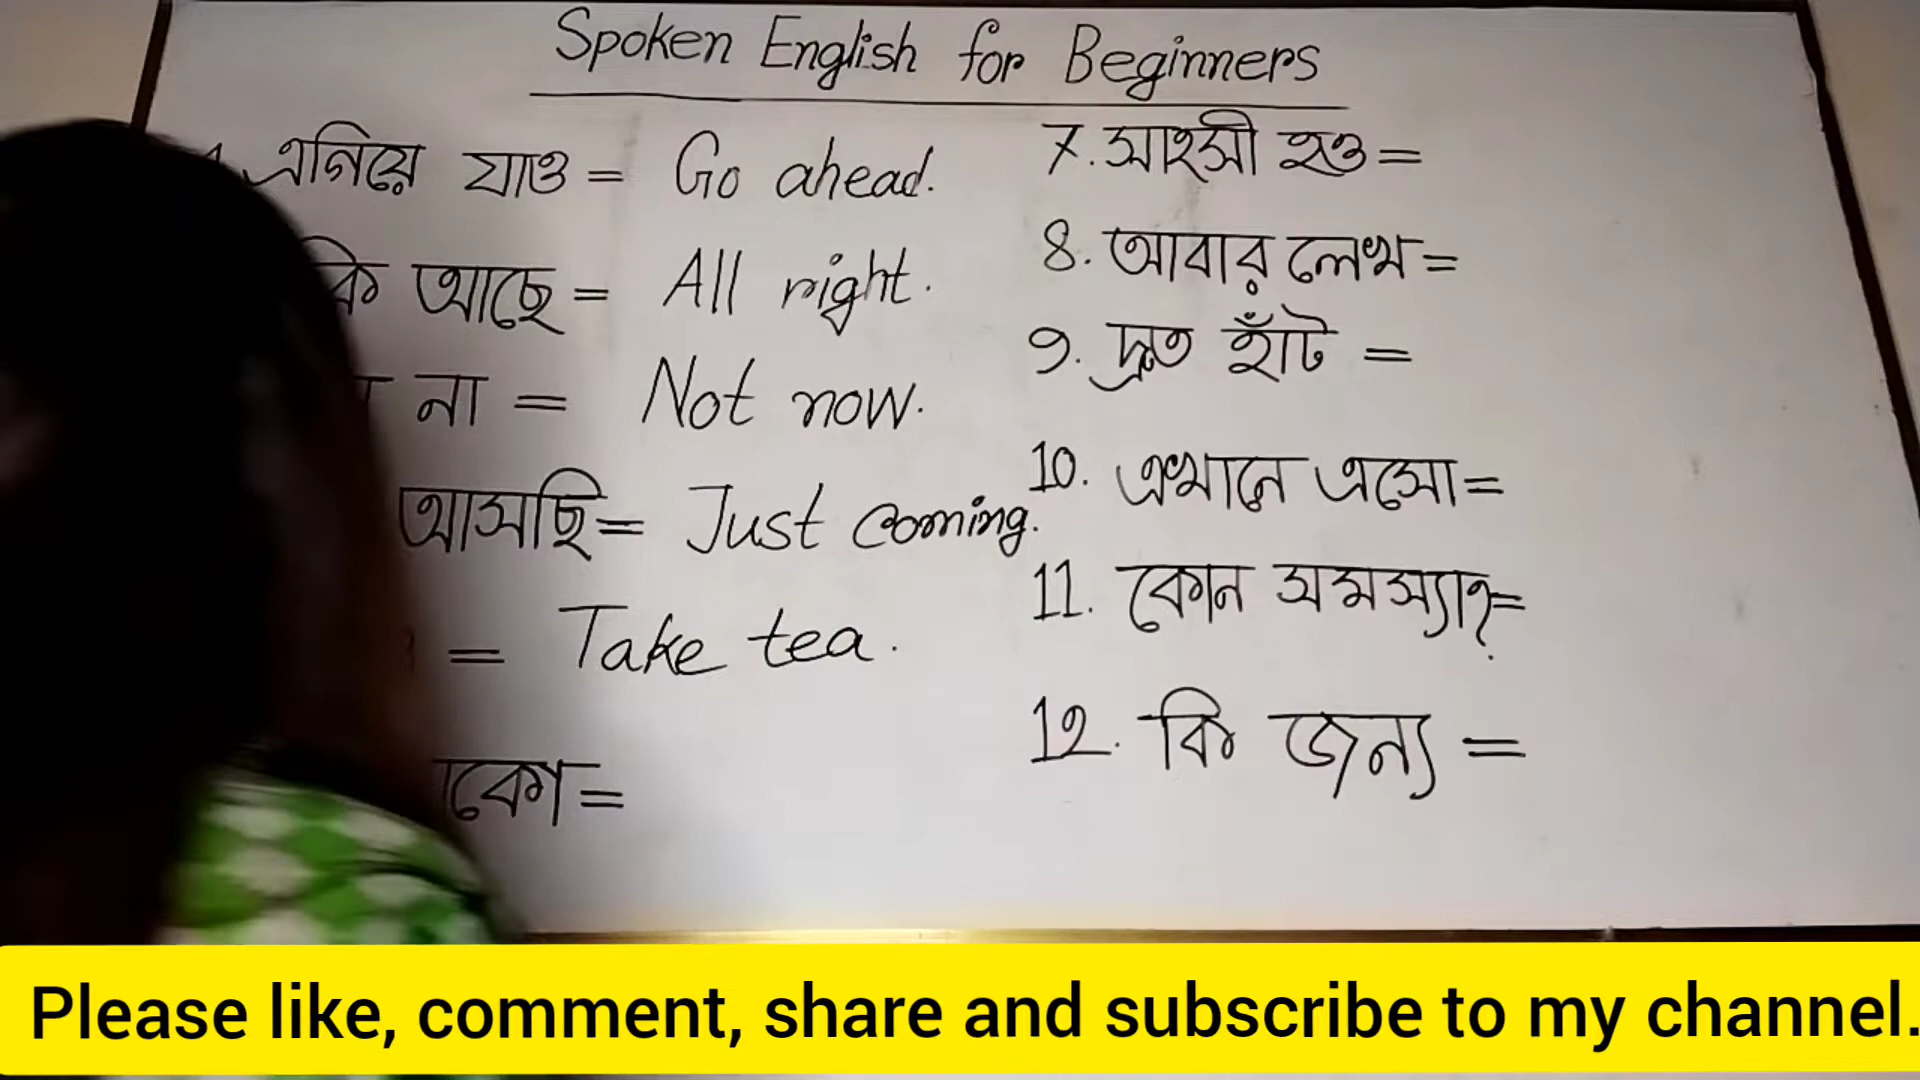 Spoken English for Beginners
এগিয়ে যাও = Go ahead.
আছে = All right.
না = Not now.
আসছি = Just coming.
= Take tea.
=
7. সাহসী হও =
8. আবার লেখ =
9. দ্রুত হাঁট =
10. এখানে এসো =
11. কোন সমস্যা? =
12. কি জন্য =
Please like, comment, share and subscribe to my channel.